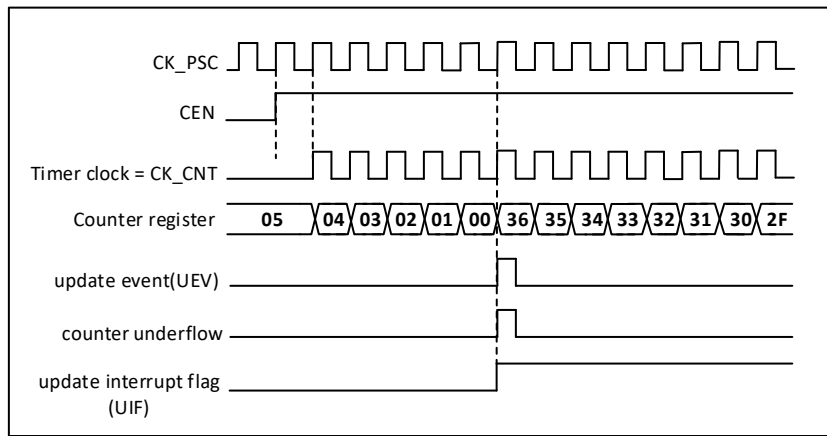 CK_PSC
CEN
Timer clock = CK_CNT
Counter register 05 04 03 02 01 00 36 35 34 33 32 31 30 2F
update event(UEV)
counter underflow
update interrupt flag
(UIF)